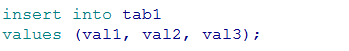 insert into tab1
values (val1, val2, val3);